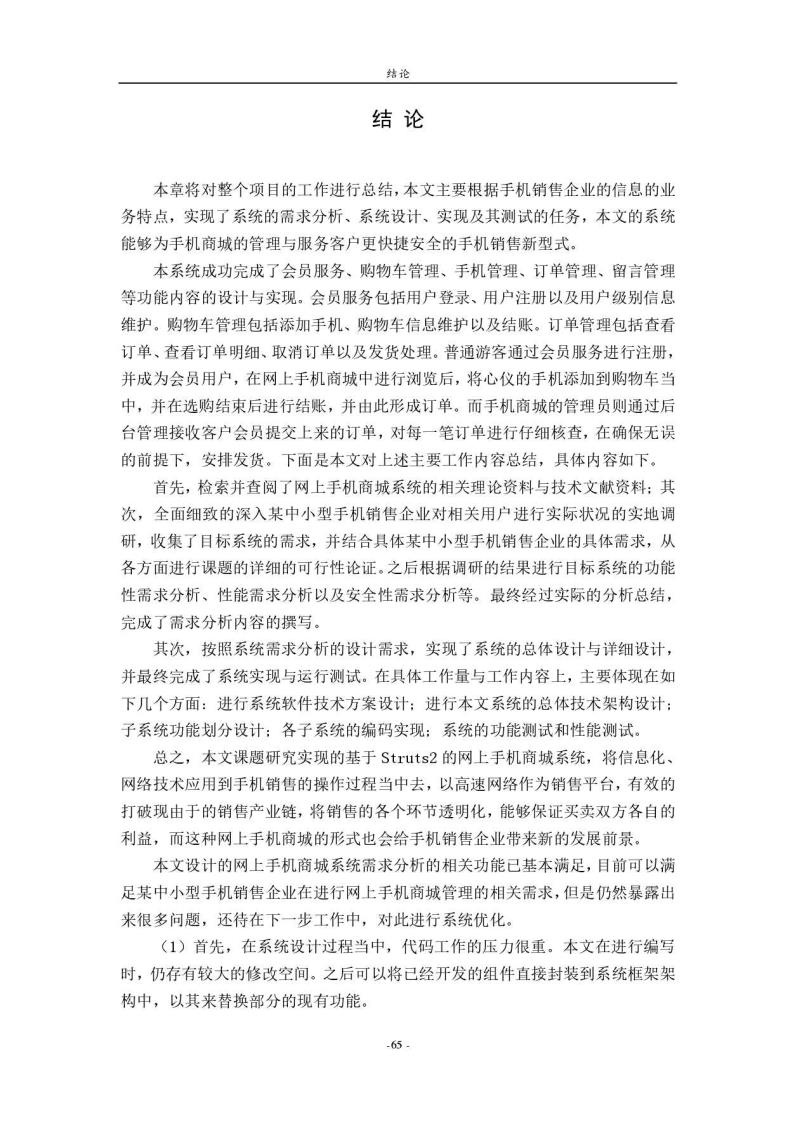 结论
结 论
本章将对整个项目的工作进行总结，本文主要根据手机销售企业的信息的业
务特点，实现了系统的需求分析、系统设计、实现及其测试的任务，本文的系统
能够为手机商城的管理与服务客户更快捷安全的手机销售新型式。
本系统成功完成了会员服务、购物车管理、手机管理、订单管理、留言管理
等功能内容的设计与实现。会员服务包括用户登录、用户注册以及用户级别信息
维护。购物车管理包括添加手机、购物车信息维护以及结账。订单管理包括查看
订单、查看订单明细、取消订单以及发货处理。普通游客通过会员服务进行注册，
并成为会员用户，在网上手机商城中进行浏览后，将心仪的手机添加到购物车当
中，并在选购结束后进行结账，并由此形成订单。而手机商城的管理员则通过后
台管理接收客户会员提交上来的订单，对每一笔订单进行仔细核查，在确保无误
的前提下，安排发货。下面是本文对上述主要工作内容总结，具体内容如下。
首先，检索并查阅了网上手机商城系统的相关理论资料与技术文献资料；其
次，全面细致的深入某中小型手机销售企业对相关用户进行实际状况的实地调
研，收集了目标系统的需求，并结合具体某中小型手机销售企业的具体需求，从
各方面进行课题的详细的可行性论证。之后根据调研的结果进行目标系统的功能
性需求分析、性能需求分析以及安全性需求分析等。最终经过实际的分析总结，
完成了需求分析内容的撰写。
其次，按照系统需求分析的设计需求，实现了系统的总体设计与详细设计，
并最终完成了系统实现与运行测试。在具体工作量与工作内容上，主要体现在如
下几个方面：进行系统软件技术方案设计；进行本文系统的总体技术架构设计；
子系统功能划分设计；各子系统的编码实现；系统的功能测试和性能测试。
总之，本文课题研究实现的基于 Struts2 的网上手机商城系统，将信息化、
网络技术应用到手机销售的操作过程当中去，以高速网络作为销售平台，有效的
打破现由于的销售产业链，将销售的各个环节透明化，能够保证买卖双方各自的
利益，而这种网上手机商城的形式也会给手机销售企业带来新的发展前景。
本文设计的网上手机商城系统需求分析的相关功能已基本满足，目前可以满
足某中小型手机销售企业在进行网上手机商城管理的相关需求，但是仍然暴露出
来很多问题，还待在下一步工作中，对此进行系统优化。
（1）首先，在系统设计过程当中，代码工作的压力很重。本文在进行编写
时，仍存有较大的修改空间。之后可以将已经开发的组件直接封装到系统框架架
构中，以其来替换部分的现有功能。
-65 -